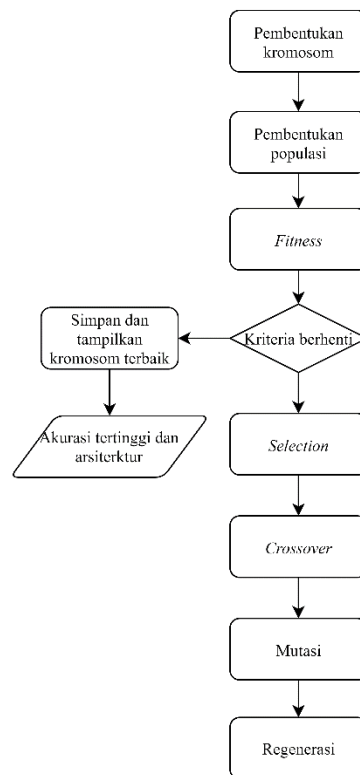 Pembentukan
kromosom
Pembentukan
populasi
Fitness
Kriteria berhenti
Simpan dan
tampilkan
kromosom terbaik
Akurasi tertinggi dan
arsiterktur
Selection
Crossover
Mutasi
Regenerasi